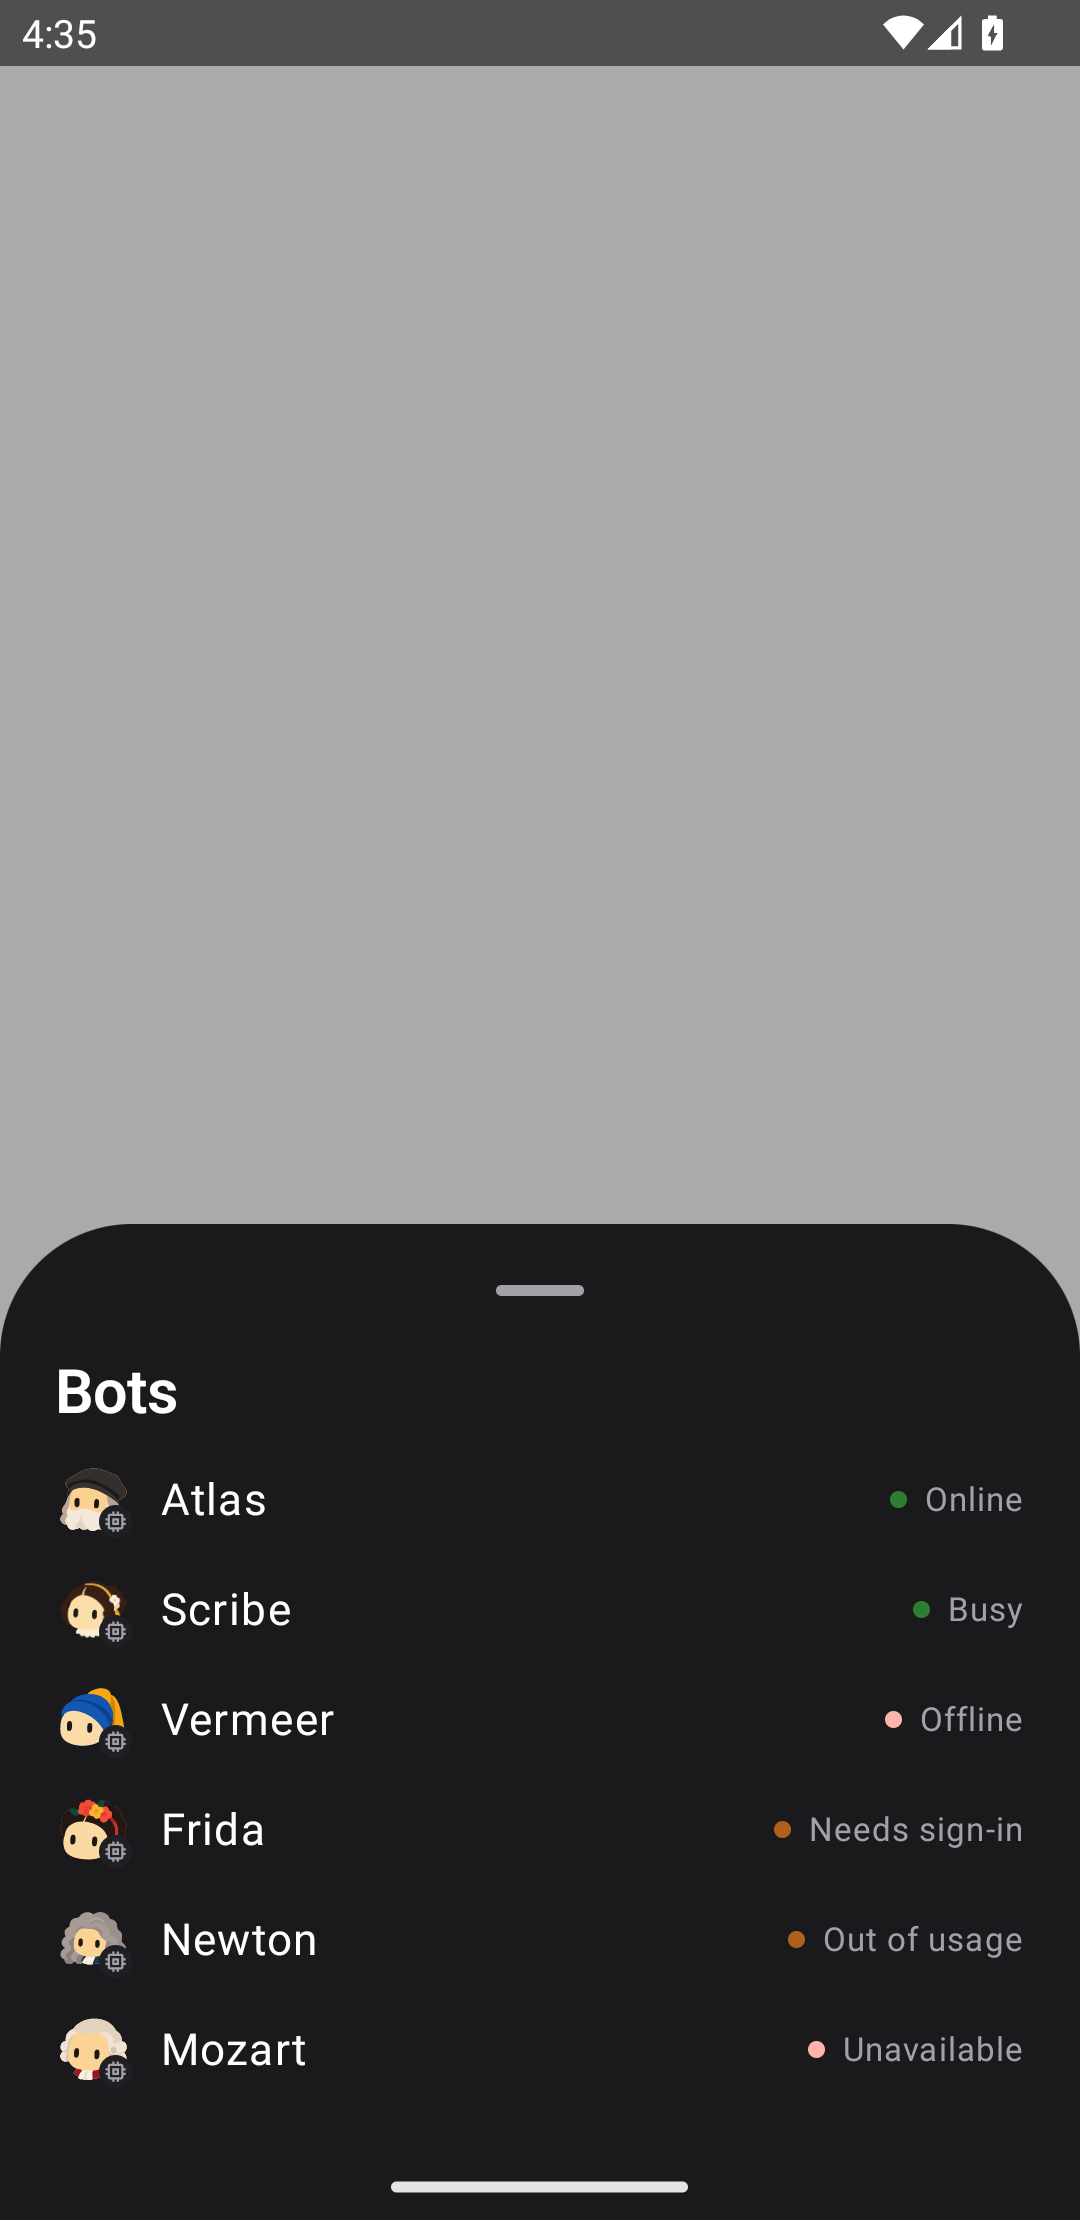 4:35
Bots
Atlas
Online
Scribe
Busy
Vermeer
Offline
Frida
Needs sign-in
Newton
Out of usage
Mozart
Unavailable